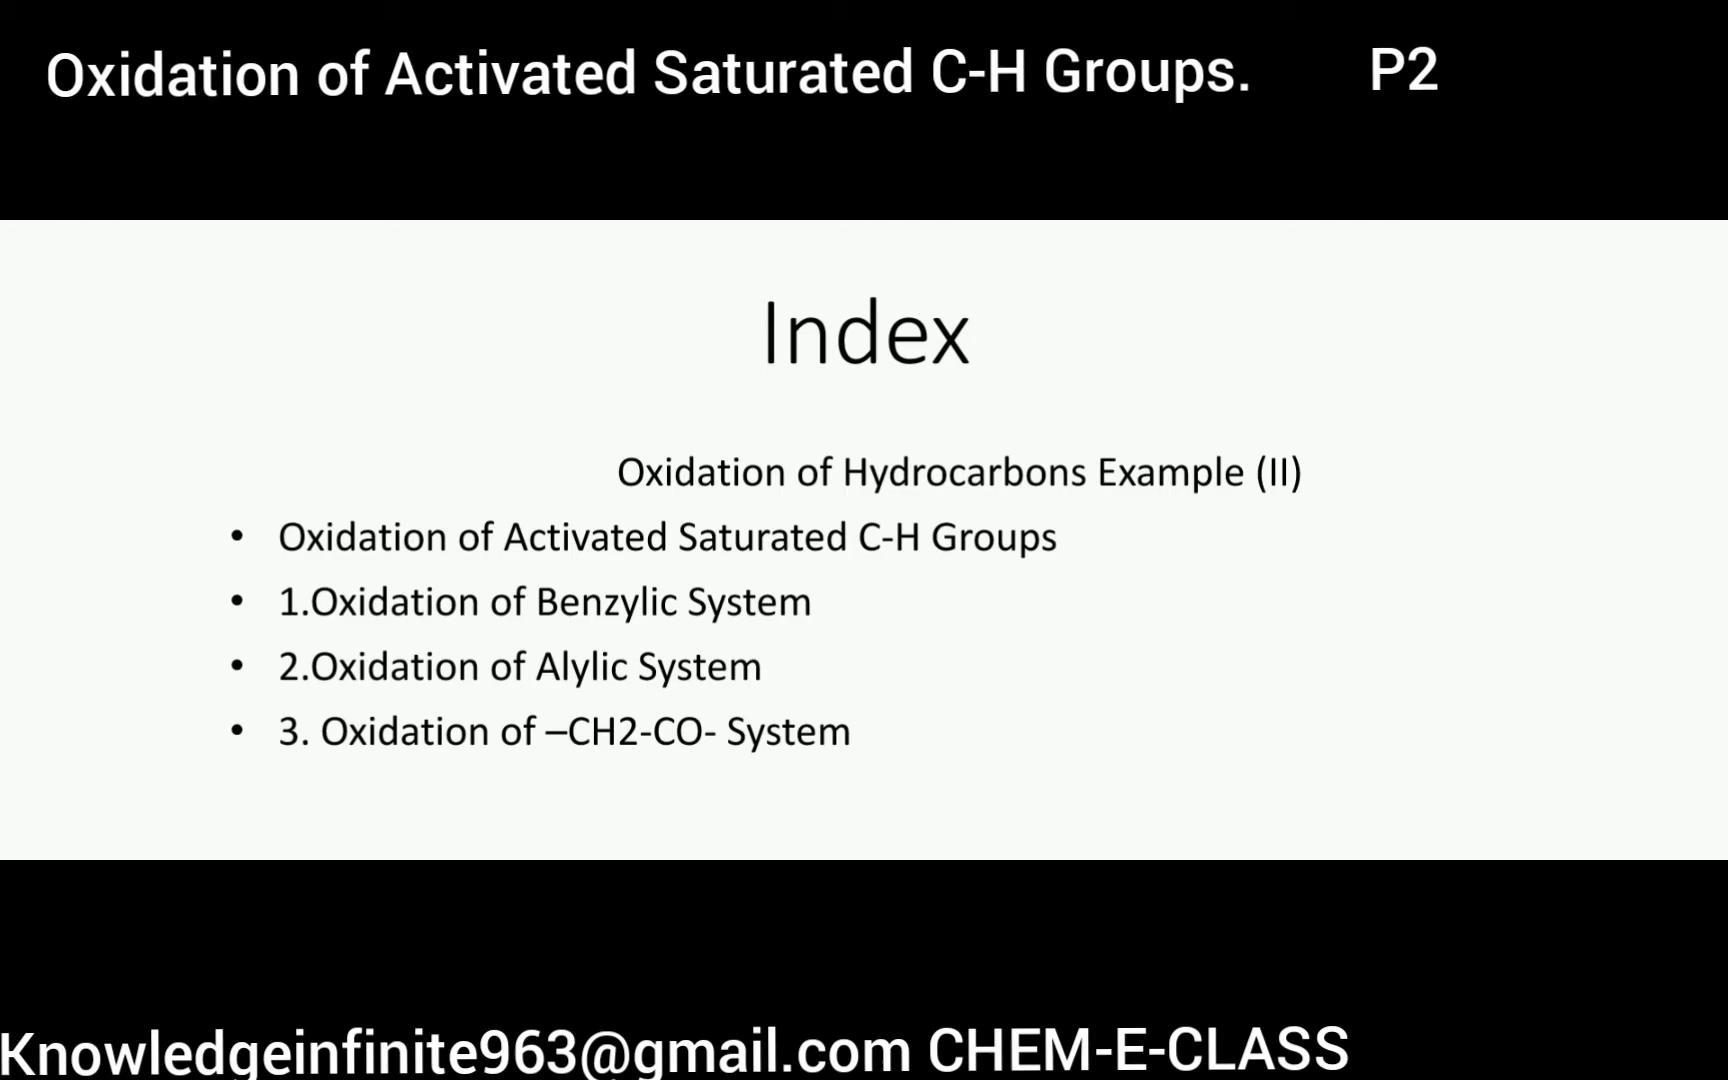 Oxidation of Activated Saturated C-H Groups. P2
Index
Oxidation of Hydrocarbons Example (II)
• Oxidation of Activated Saturated C-H Groups
• 1.Oxidation of Benzylic System
• 2.Oxidation of Alylic System
• 3. Oxidation of –CH2-CO- System
Knowledgeinfinite963@gmail.com CHEM-E-CLASS